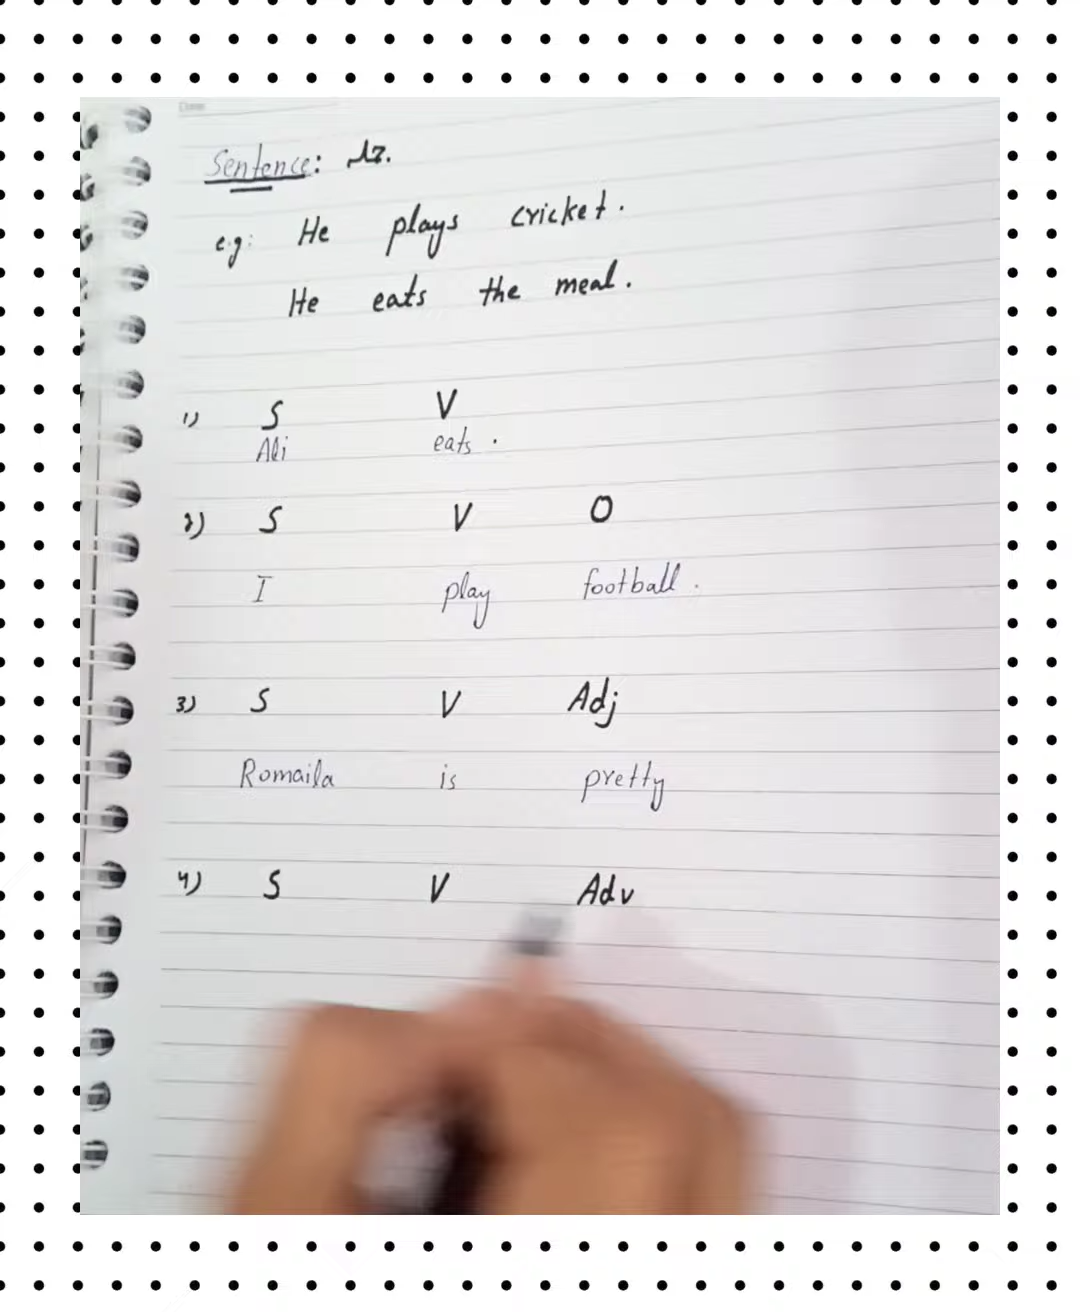 Sentence: جملہ.
e.g: He plays cricket.
He eats the meal.
1) S V
Ali eats.
2) S V O
I play football.
3) S V Adj
Romaila is pretty
4) S V Adv